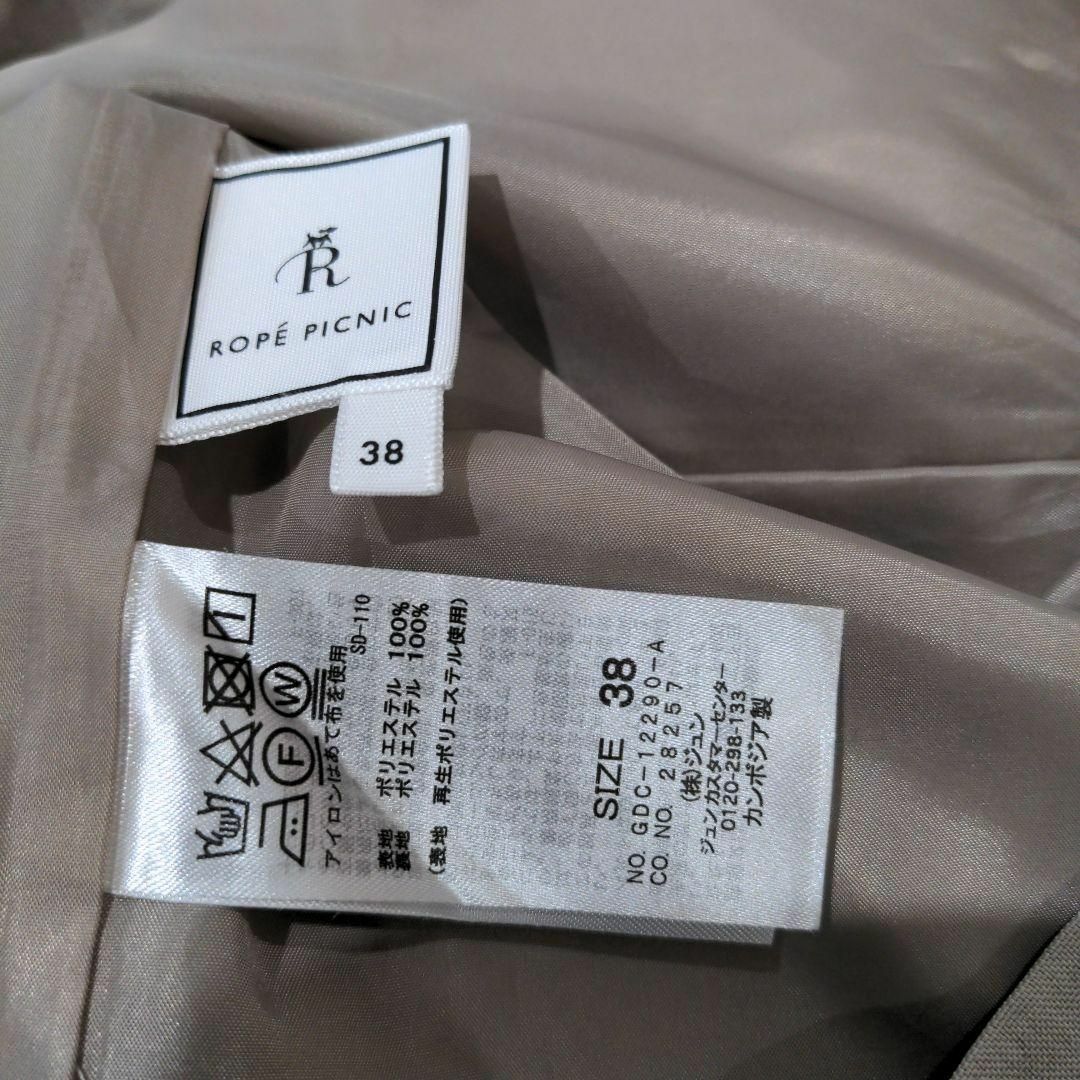 R
ROPÉ PICNIC
38
W
F
アイロンはあて布を使用
SD-110
表地 ポリエステル 100%
裏地 ポリエステル 100%
(表地 再生ポリエステル使用)
SIZE 38
NO. GDC-12290-A
CO. NO. 28257
(株)ジュン
ジュンカスタマーセンター
0120-298-133
カンボジア製